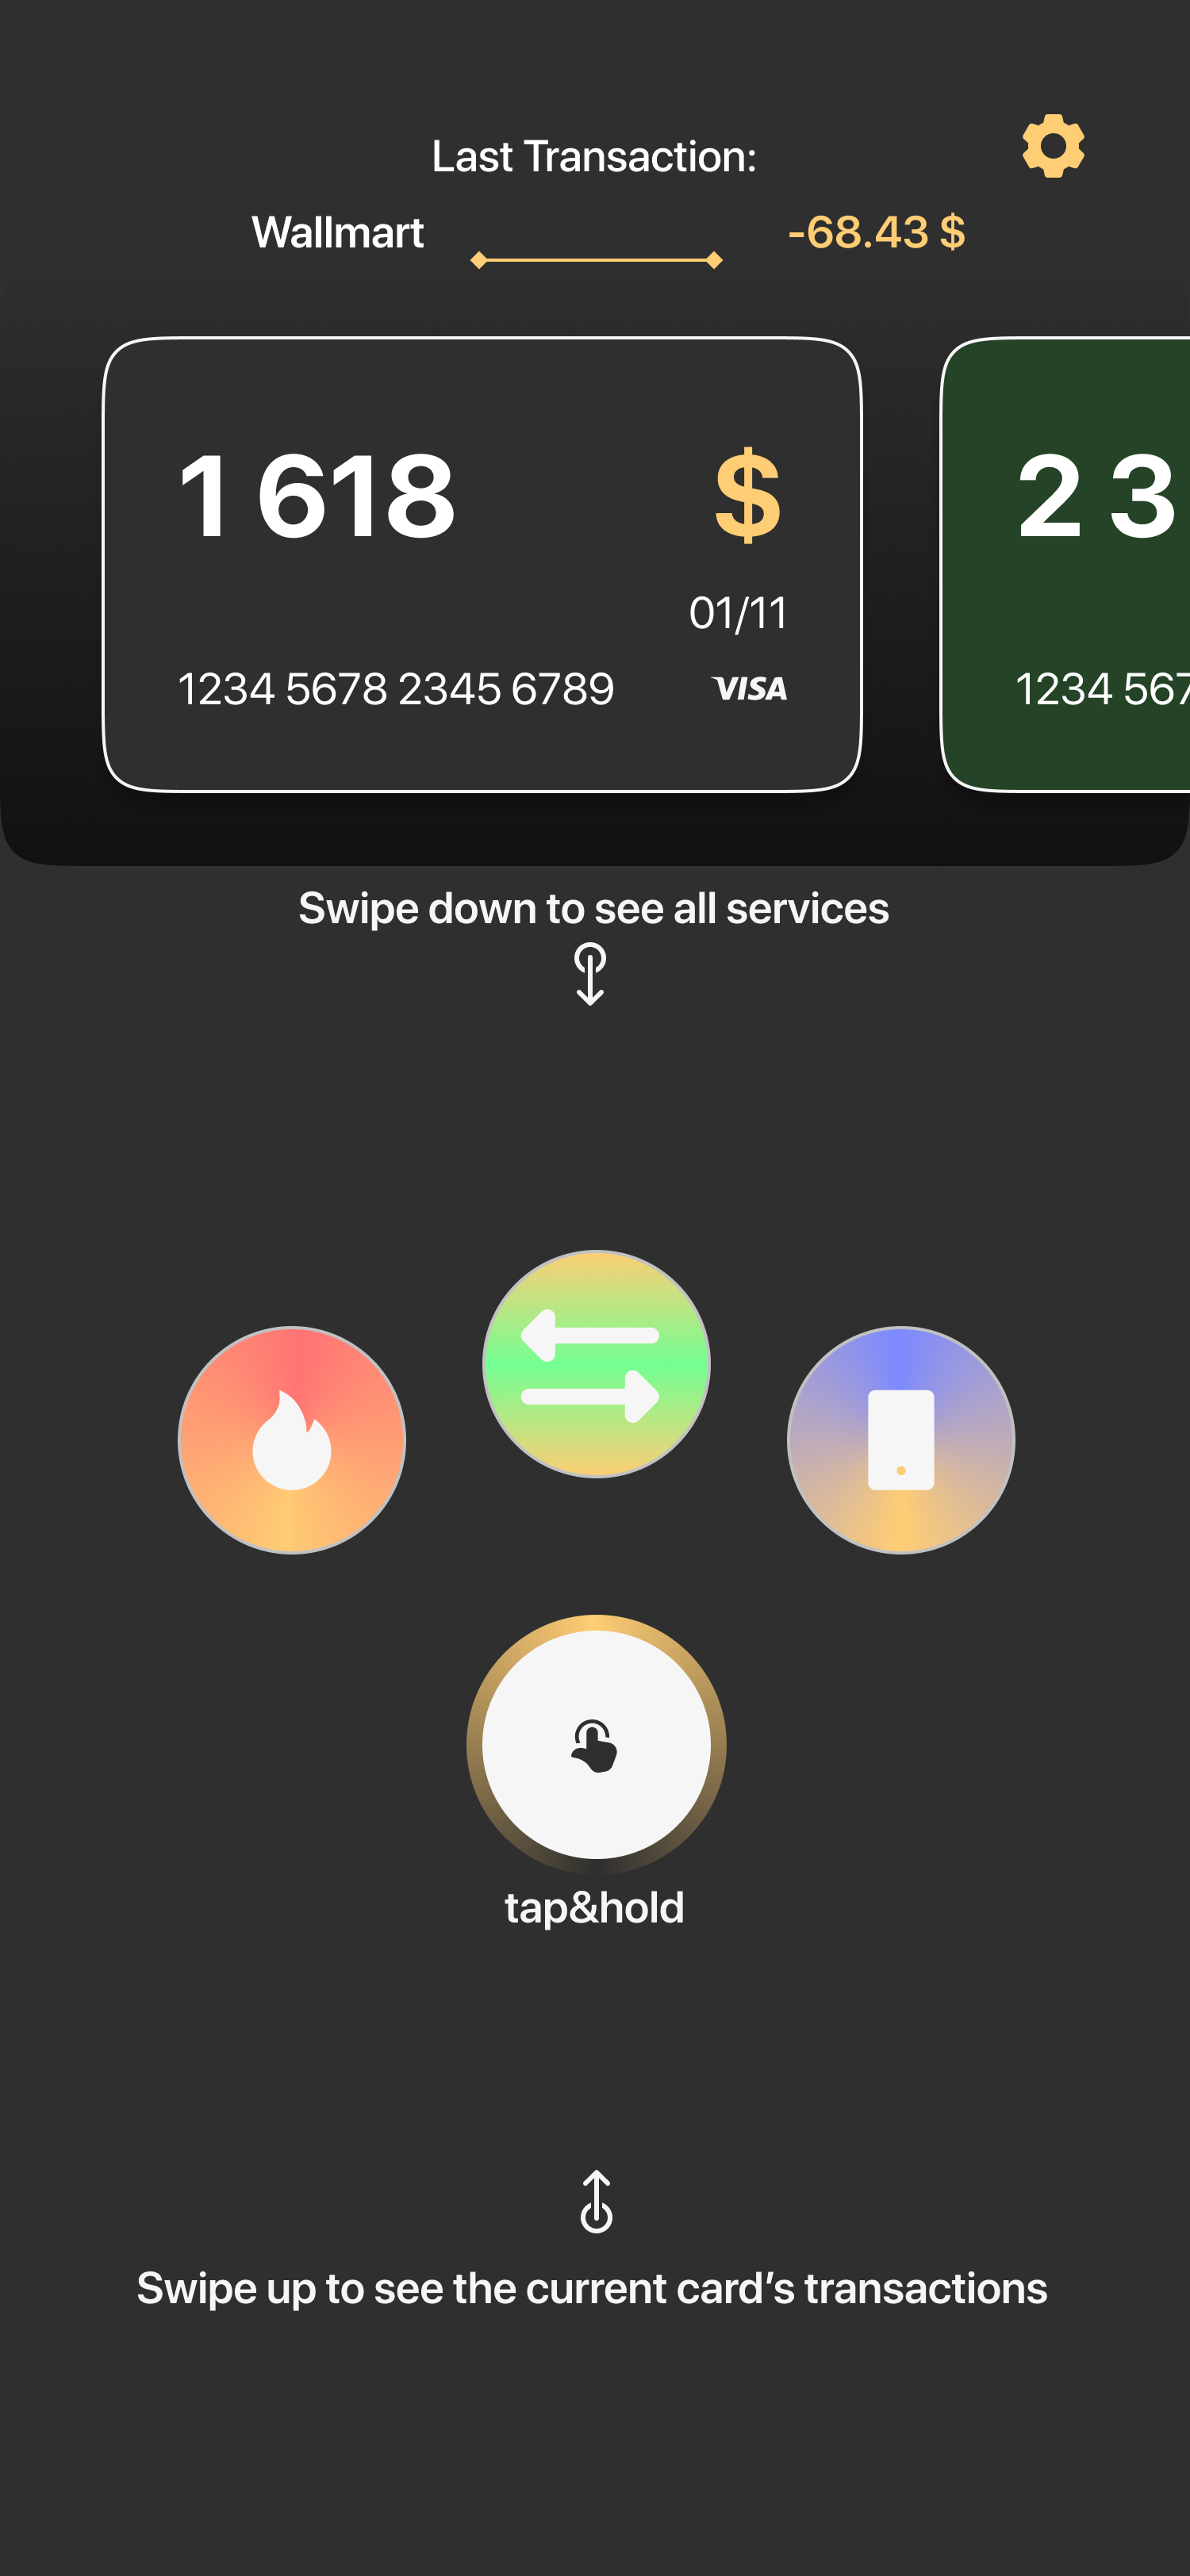 Last Transaction:
Wallmart -68.43 $
1 618 $
01/11
1234 5678 2345 6789 VISA
2 3
1234 567
Swipe down to see all services
tap&hold
Swipe up to see the current card’s transactions